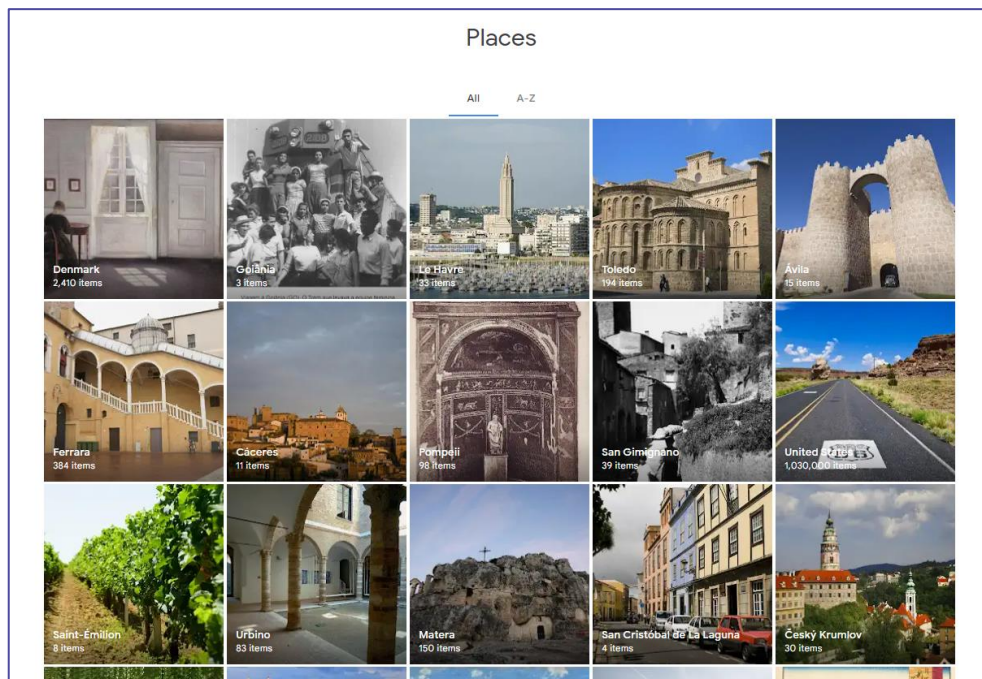 Places
All
A-Z
Denmark
2,410 items
Goiânia
3 items
Le Havre
33 items
Toledo
194 items
Ávila
15 items
Ferrara
384 items
Cáceres
11 items
Pompeii
98 items
San Gimignano
39 items
United States
1,030,000 items
Saint-Émilion
8 items
Urbino
83 items
Matera
150 items
San Cristóbal de La Laguna
4 items
Český Krumlov
30 items